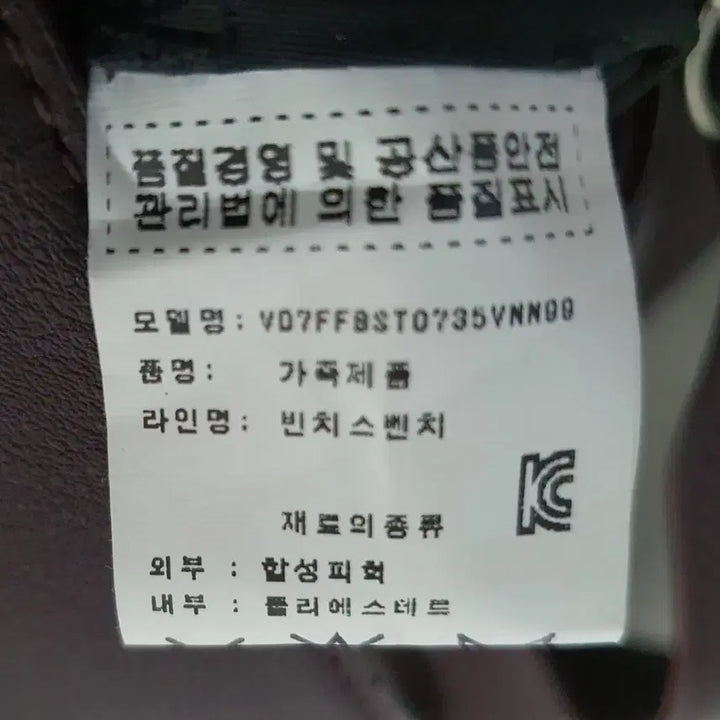 품질경영 및 공산품안전
관리법에 의한 품질표시
모델명: V07FF8ST0735VNN99
품명: 가죽제품
라인명: 빈치스벤치
KC
재료의종류
외부 : 합성피혁
내부 : 폴리에스테르